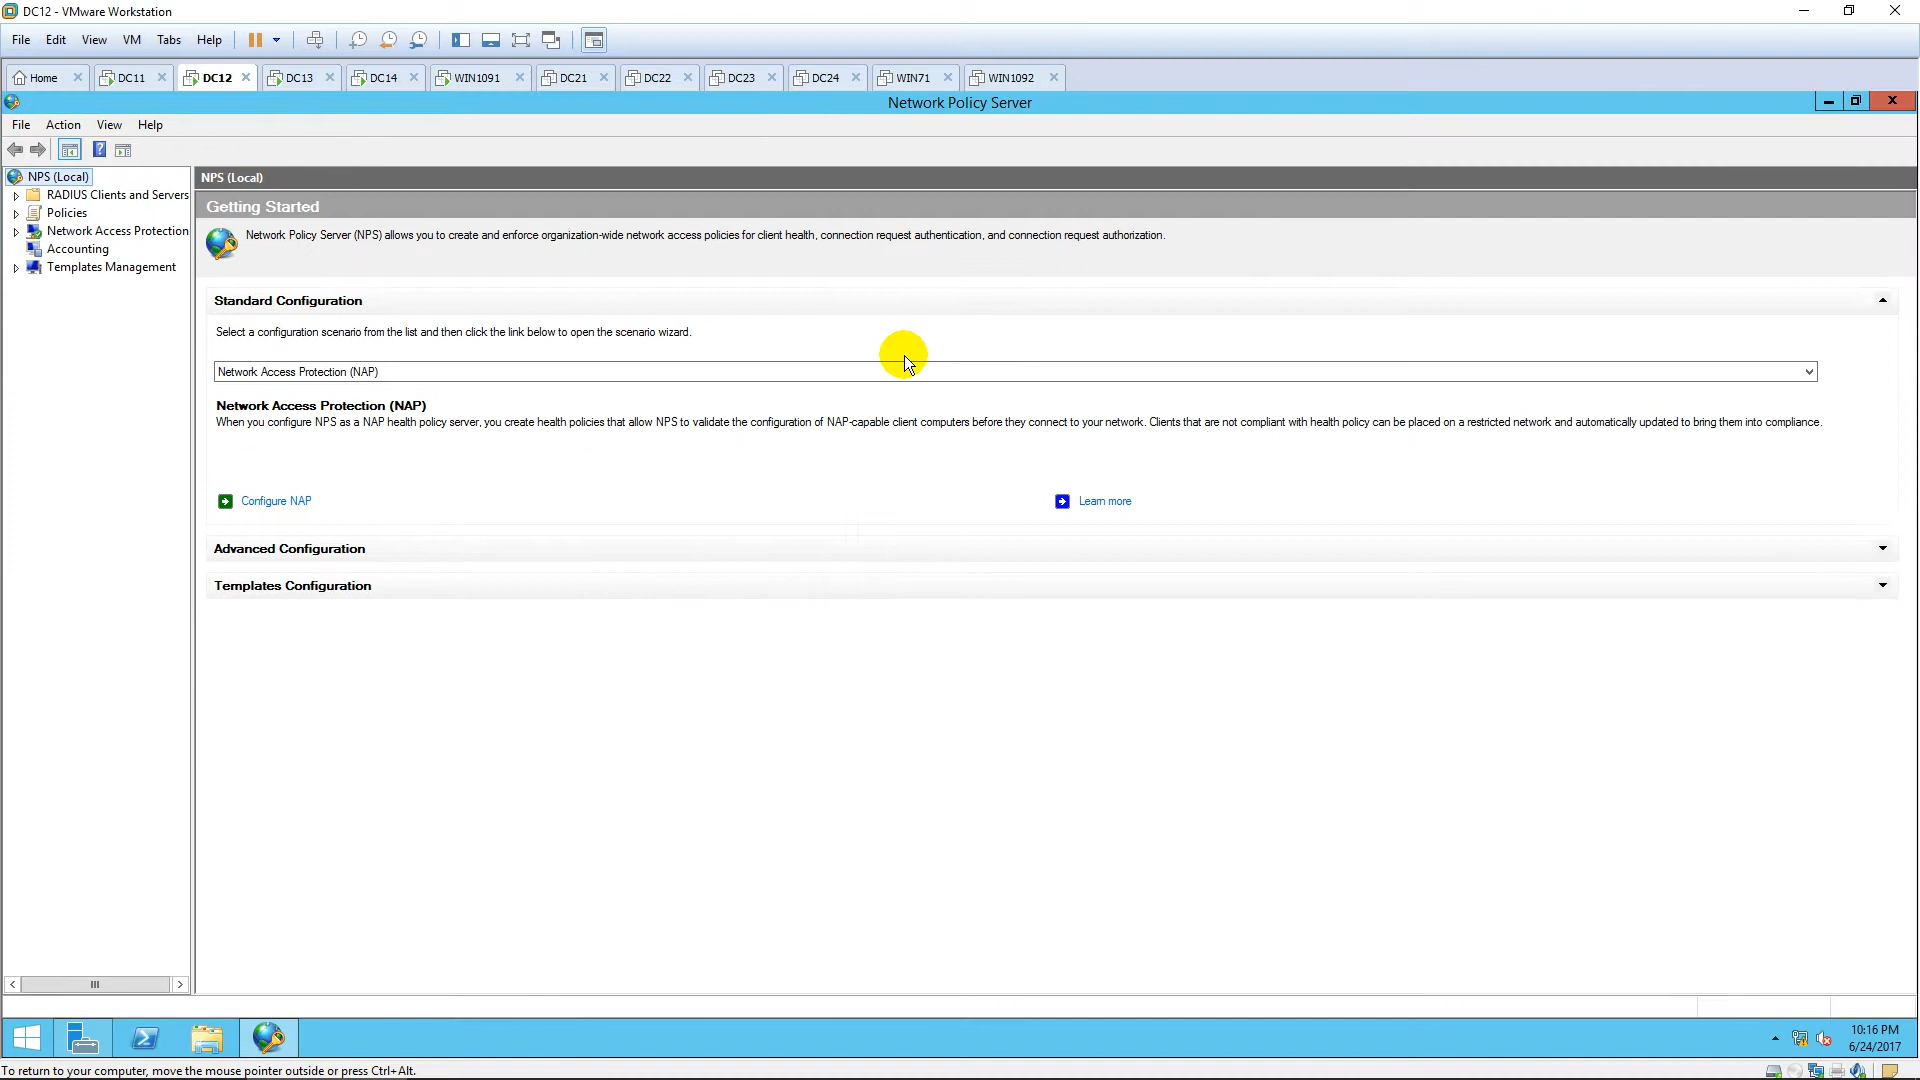 DC12 - VMware Workstation
File Edit View VM Tabs Help
Home DC11 DC12 DC13 DC14 WIN1091 DC21 DC22 DC23 DC24 WIN71 WIN1092
Network Policy Server
File Action View Help
NPS (Local)
RADIUS Clients and Servers
Policies
Network Access Protection
Accounting
Templates Management
NPS (Local)
Getting Started
Network Policy Server (NPS) allows you to create and enforce organization-wide network access policies for client health, connection request authentication, and connection request authorization.
Standard Configuration
Select a configuration scenario from the list and then click the link below to open the scenario wizard.
Network Access Protection (NAP)
Network Access Protection (NAP)
When you configure NPS as a NAP health policy server, you create health policies that allow NPS to validate the configuration of NAP-capable client computers before they connect to your network. Clients that are not compliant with health policy can be placed on a restricted network and automatically updated to bring them into compliance.
Configure NAP Learn more
Advanced Configuration
Templates Configuration
10:16 PM
6/24/2017
To return to your computer, move the mouse pointer outside or press Ctrl+Alt.